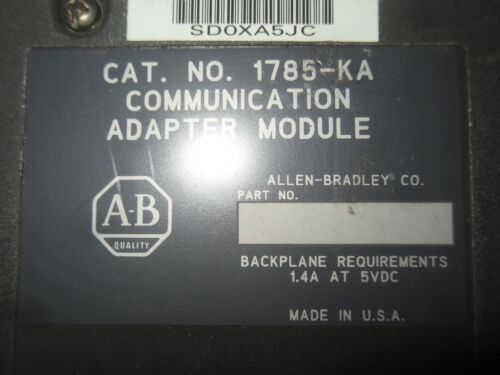 SD0XA5JC
CAT. NO. 1785-KA
COMMUNICATION
ADAPTER MODULE
ALLEN-BRADLEY® CO.
PART NO.
A-B
QUALITY
BACKPLANE REQUIREMENTS
1.4A AT 5VDC
MADE IN U.S.A.